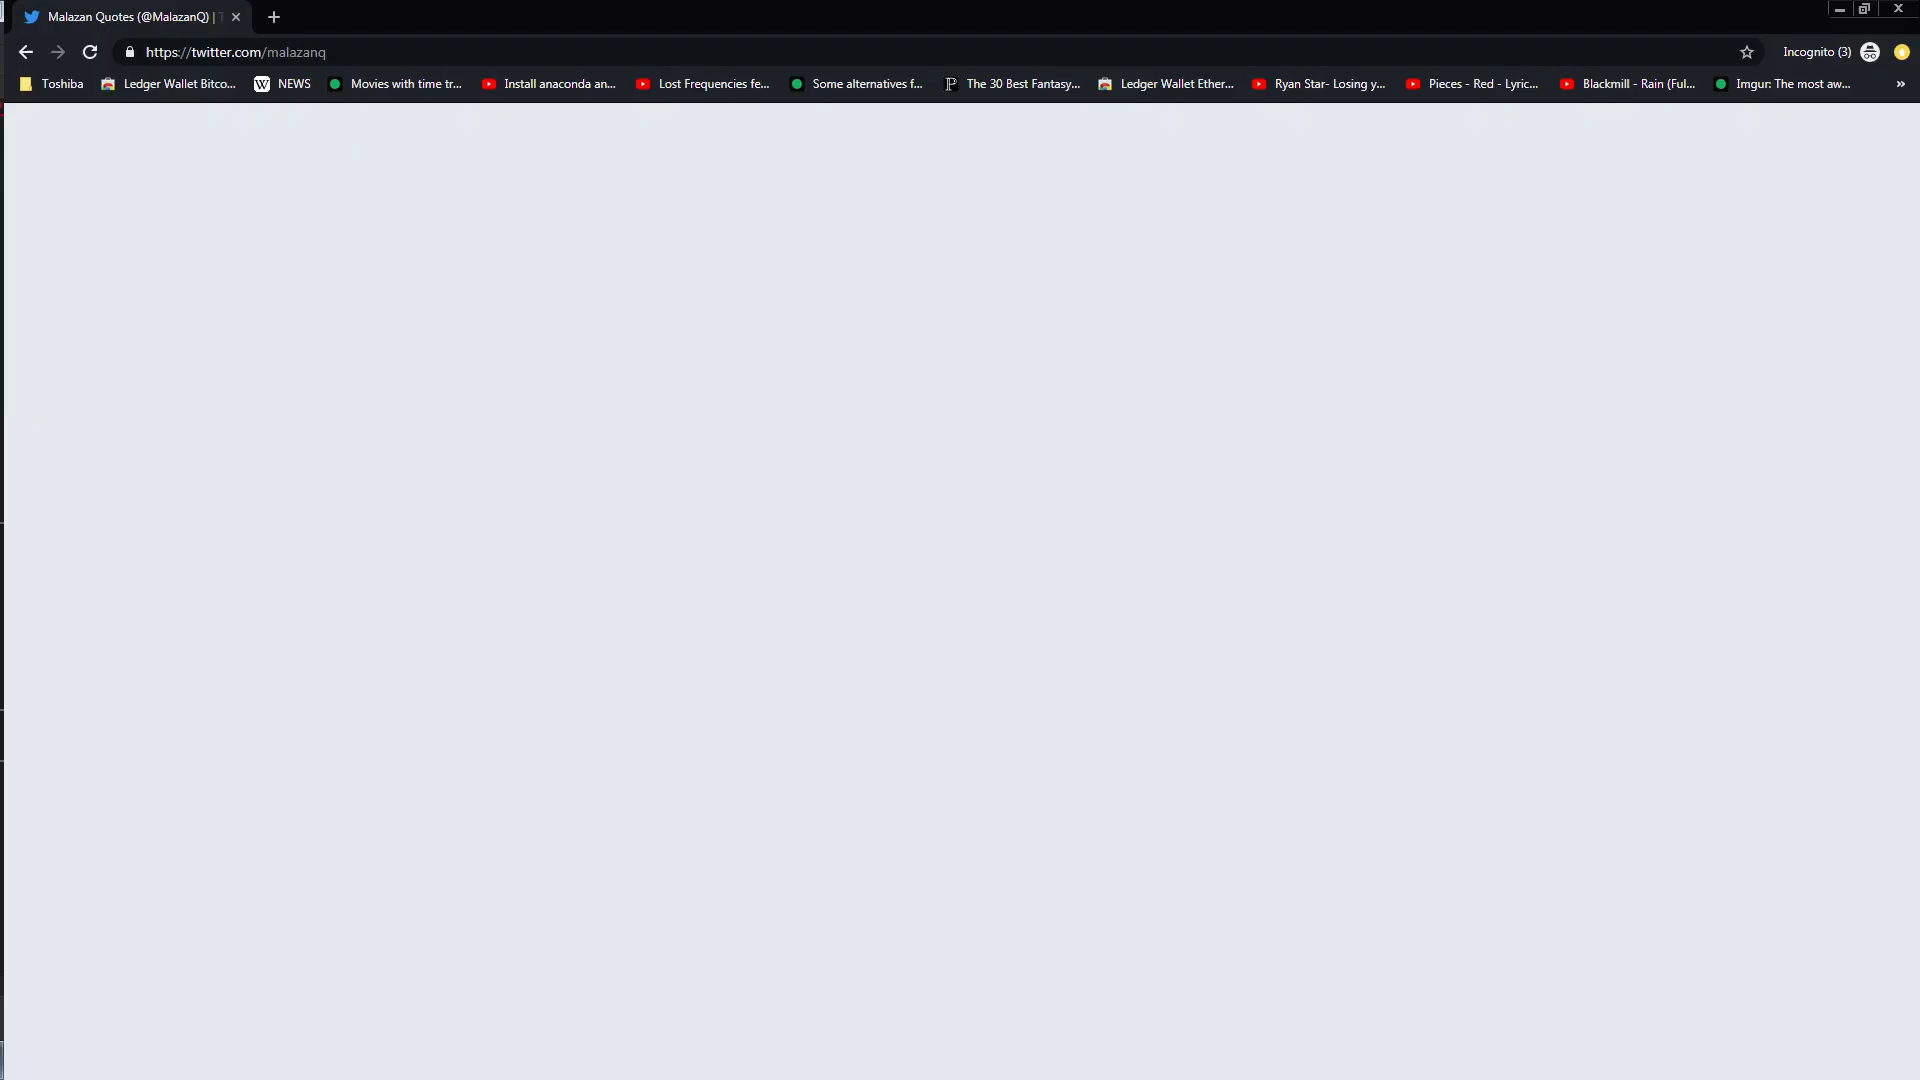 Malazan Quotes (@MalazanQ) |
https://twitter.com/malazanq
Incognito (3)
Toshiba
Ledger Wallet Bitco...
W NEWS
Movies with time tr...
Install anaconda an...
Lost Frequencies fe...
Some alternatives f...
P The 30 Best Fantasy...
Ledger Wallet Ether...
Ryan Star- Losing y...
Pieces - Red - Lyric...
Blackmill - Rain (Ful...
Imgur: The most aw...
»